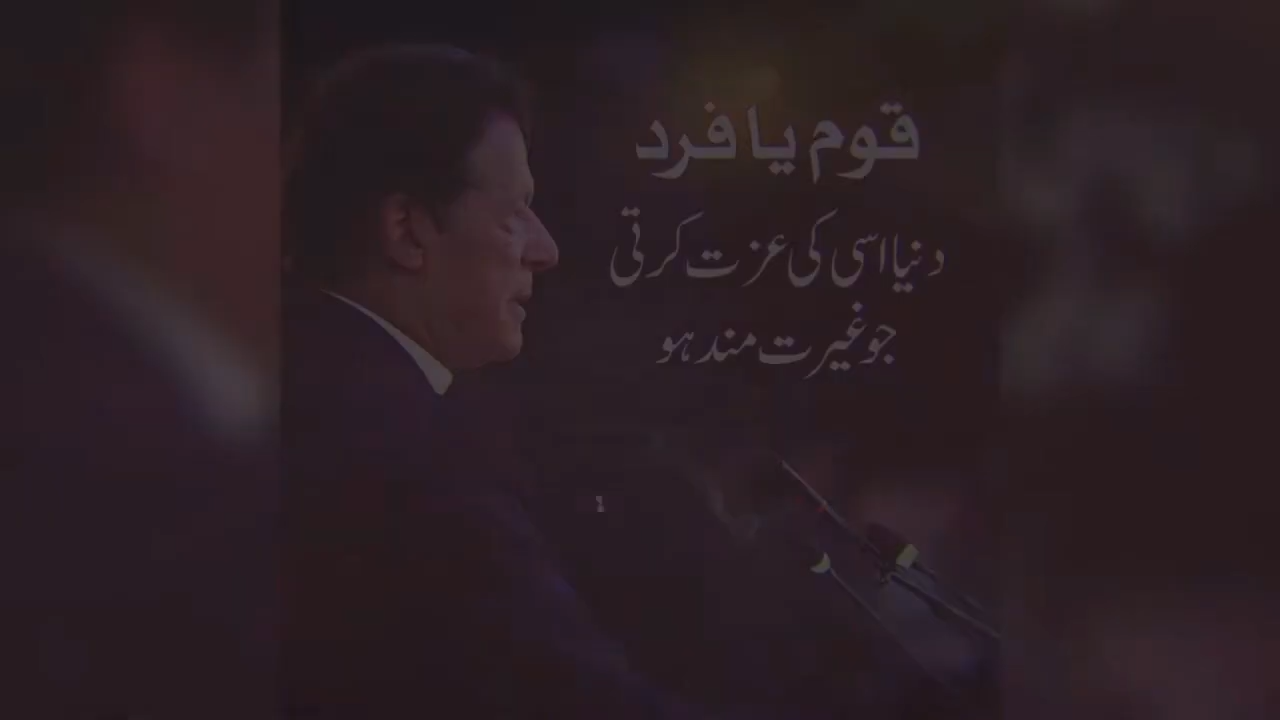 قوم یا فرد
دنیا اسی کی عزت کرتی
جو غیرت مند ہو